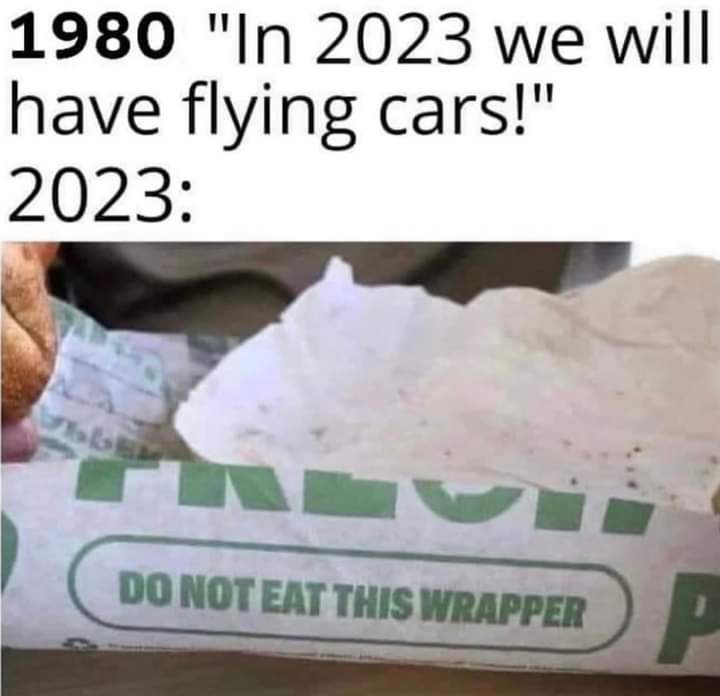 1980 "In 2023 we will
have flying cars!"
2023:
DO NOT EAT THIS WRAPPER
P